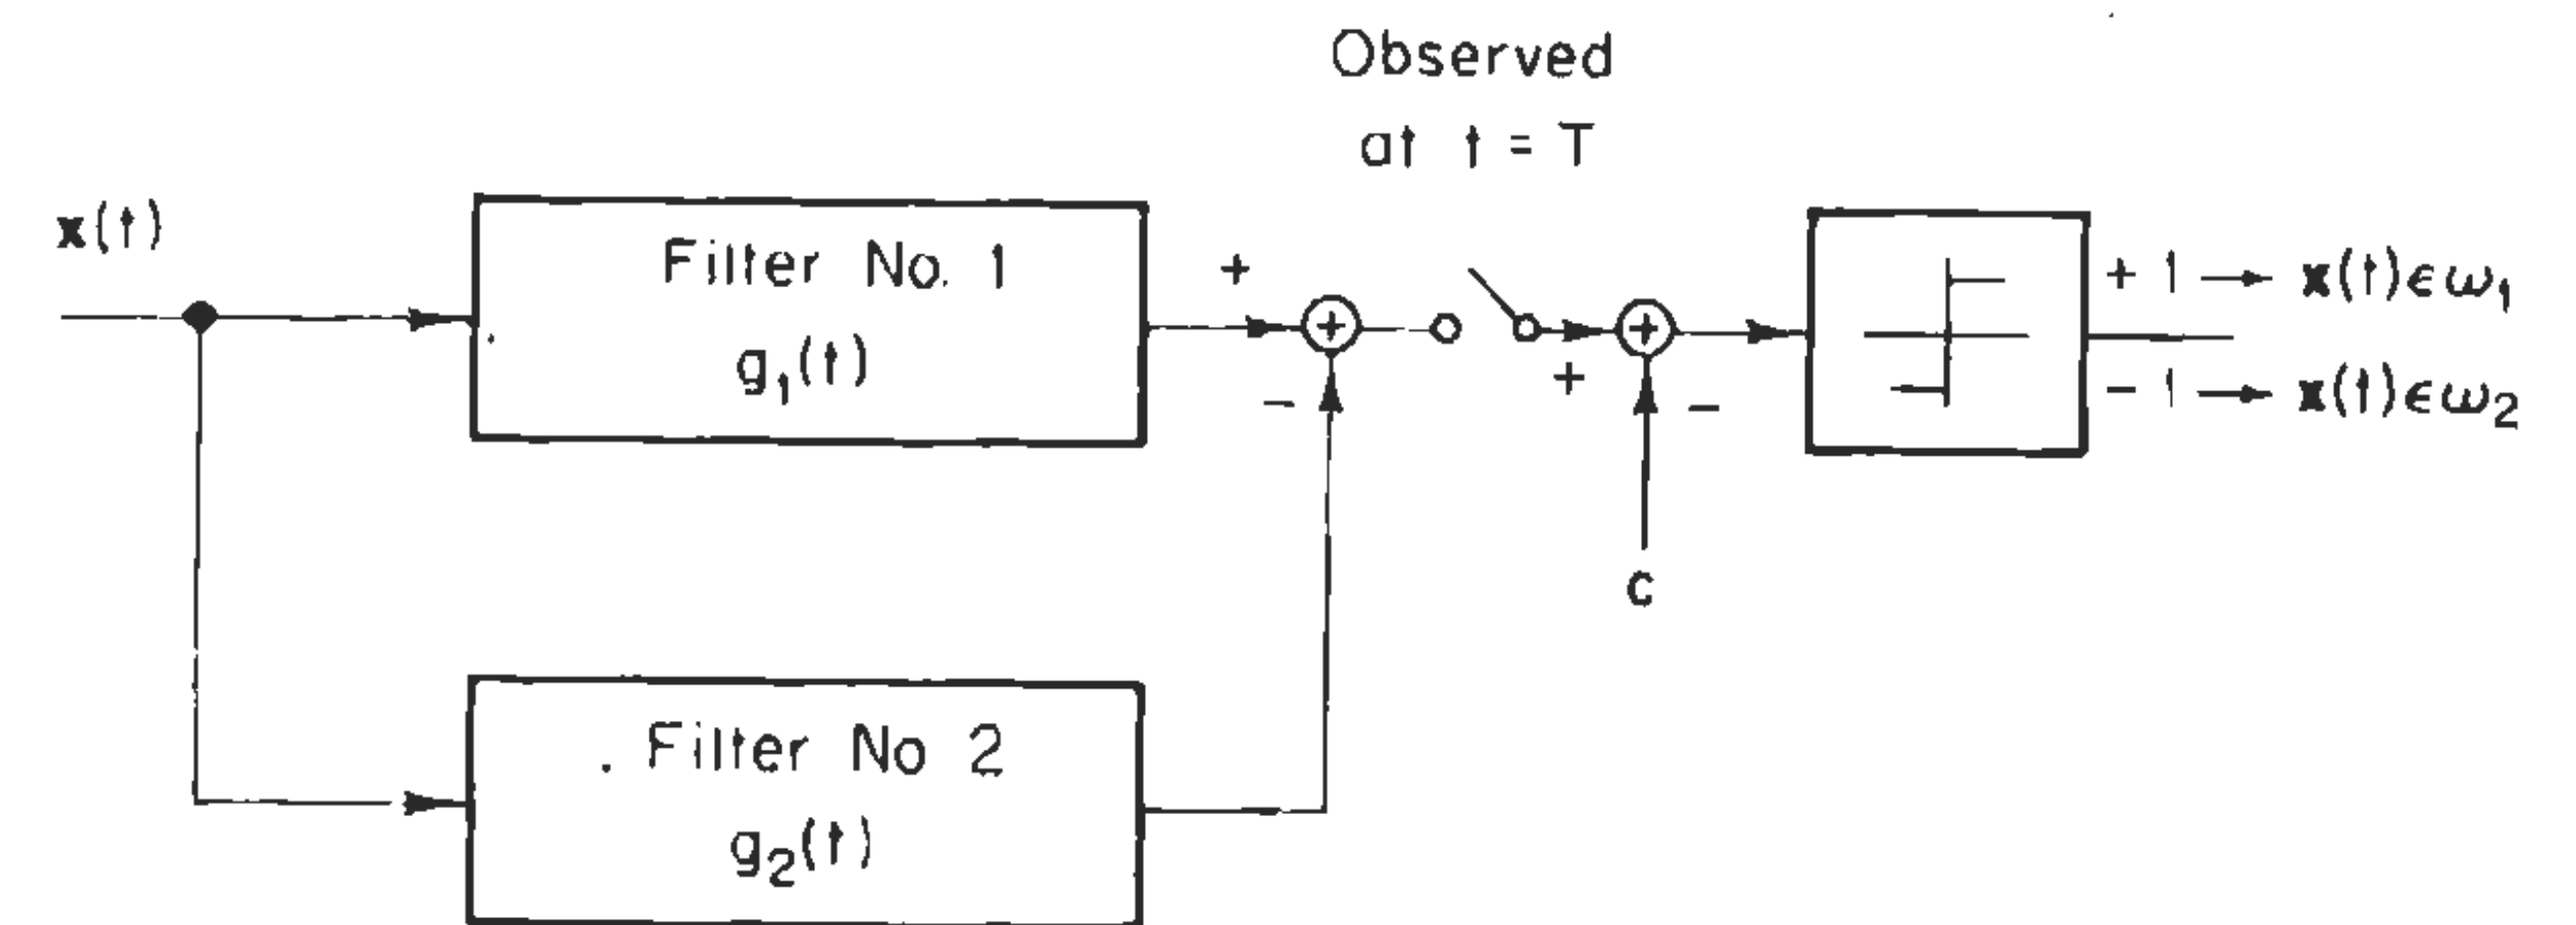 Observed
at t = T
x(t)
Filter No. 1
g₁(t)
+
+
−
+
+
−
c
+ 1 → x(t) ϵ ω₁
− 1 → x(t) ϵ ω₂
. Filter No 2
g₂(t)